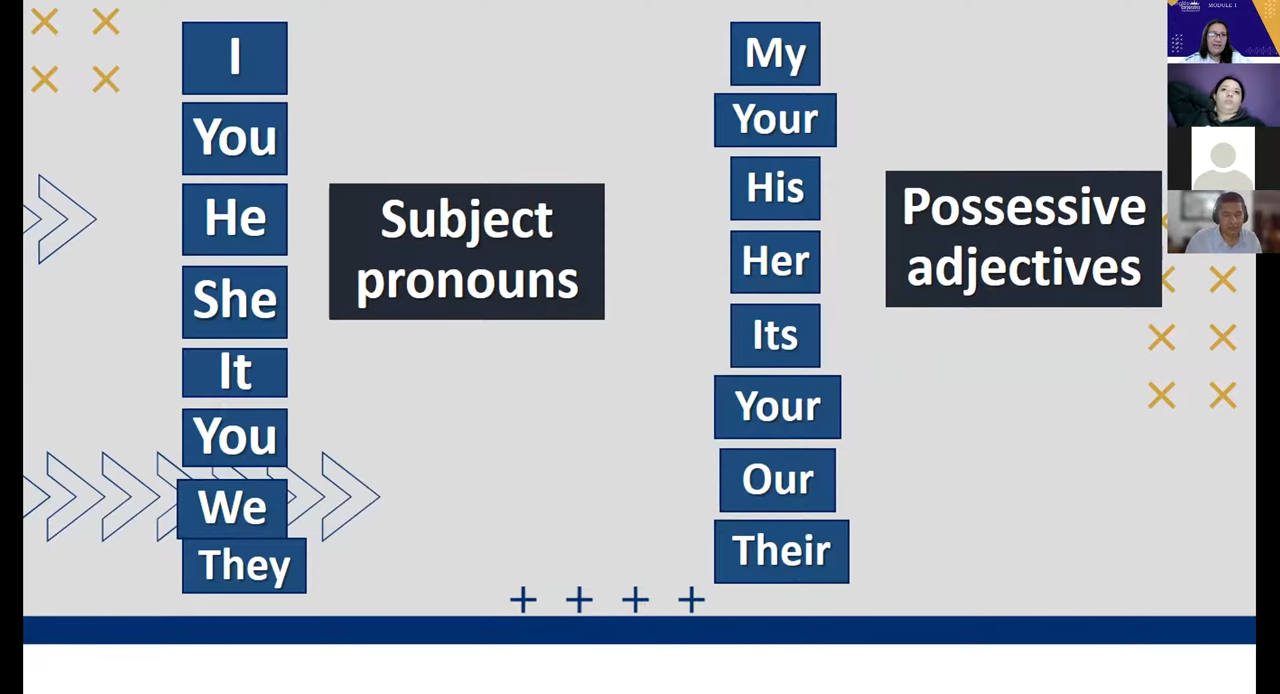 I
You
He
She
It
You
We
They
Subject
pronouns
My
Your
His
Her
Its
Your
Our
Their
Possessive
adjectives
MODULE 1